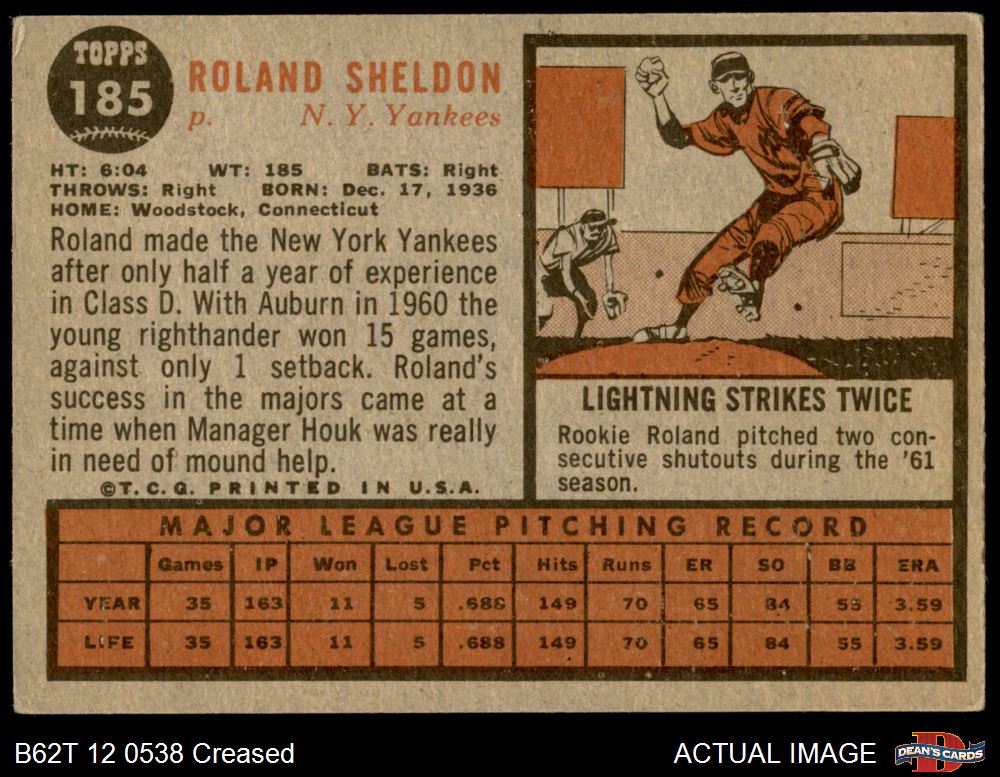 TOPPS
185
ROLAND SHELDON
p. N. Y. Yankees
HT: 6:04 WT: 185 BATS: Right
THROWS: Right BORN: Dec. 17, 1936
HOME: Woodstock, Connecticut
Roland made the New York Yankees
after only half a year of experience
in Class D. With Auburn in 1960 the
young righthander won 15 games,
against only 1 setback. Roland's
success in the majors came at a
time when Manager Houk was really
in need of mound help.
©T.C.G. PRINTED IN U.S.A.
LIGHTNING STRIKES TWICE
Rookie Roland pitched two con-
secutive shutouts during the '61
season.
MAJOR LEAGUE PITCHING RECORD
Games IP Won Lost Pct Hits Runs ER SO BB ERA
YEAR 35 163 11 5 .688 149 70 65 84 55 3.59
LIFE 35 163 11 5 .688 149 70 65 84 55 3.59
B62T 12 0538 Creased ACTUAL IMAGE
DEAN'S CARDS